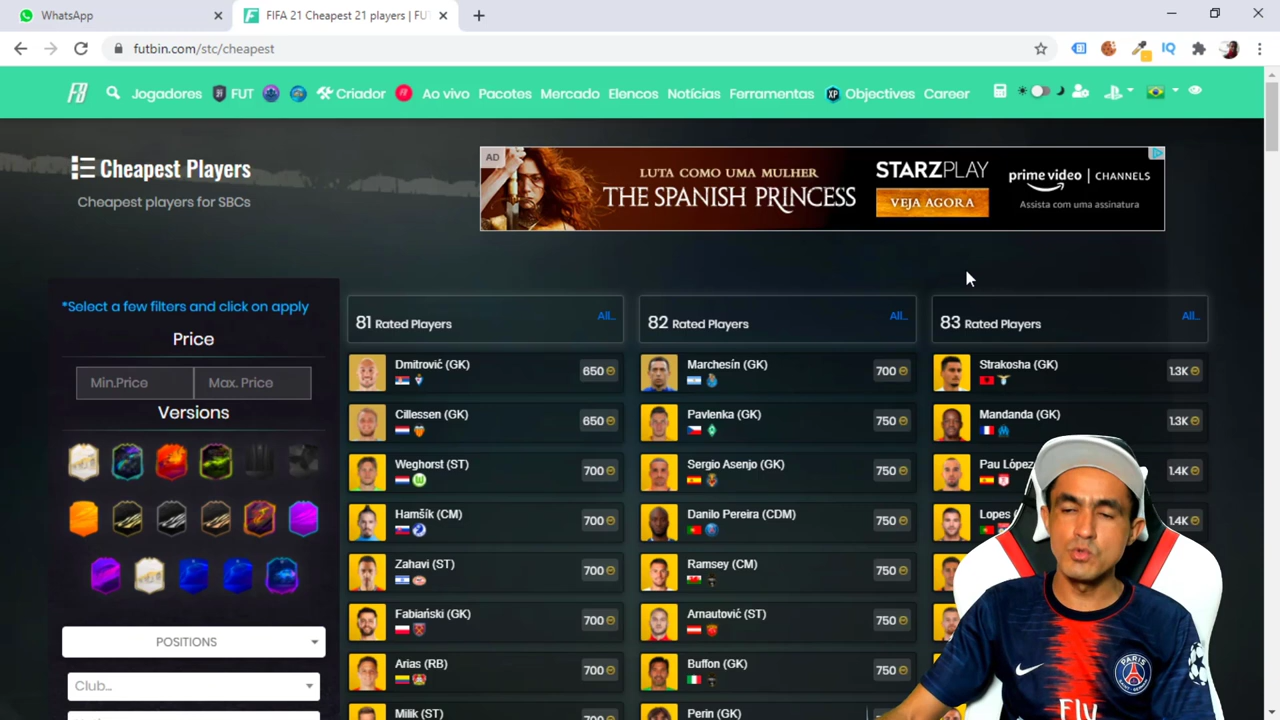 WhatsApp
FIFA 21 Cheapest 21 players | FUT
futbin.com/stc/cheapest
IQ
FB
Jogadores
FUT
Criador
Ao vivo
Pacotes
Mercado
Elencos
Notícias
Ferramentas
XP
Objectives
Career
Cheapest Players
Cheapest players for SBCs
AD
LUTA COMO UMA MULHER
THE SPANISH PRINCESS
STARZPLAY
VEJA AGORA
prime video | CHANNELS
Assista com uma assinatura
*Select a few filters and click on apply
Price
Min.Price
Max. Price
Versions
POSITIONS
Club...
81 Rated Players
All..
Dmitrović (GK)
650
Cillessen (GK)
650
Weghorst (ST)
700
Hamšík (CM)
700
Zahavi (ST)
700
Fabiański (GK)
700
Arias (RB)
700
Milik (ST)
700
82 Rated Players
All..
Marchesín (GK)
700
Pavlenka (GK)
750
Sergio Asenjo (GK)
750
Danilo Pereira (CDM)
750
Ramsey (CM)
750
Arnautović (ST)
750
Buffon (GK)
750
Perin (GK)
83 Rated Players
All..
Strakosha (GK)
1.3K
Mandanda (GK)
1.3K
Pau López
1.4K
Lopes
1.4K
PARIS